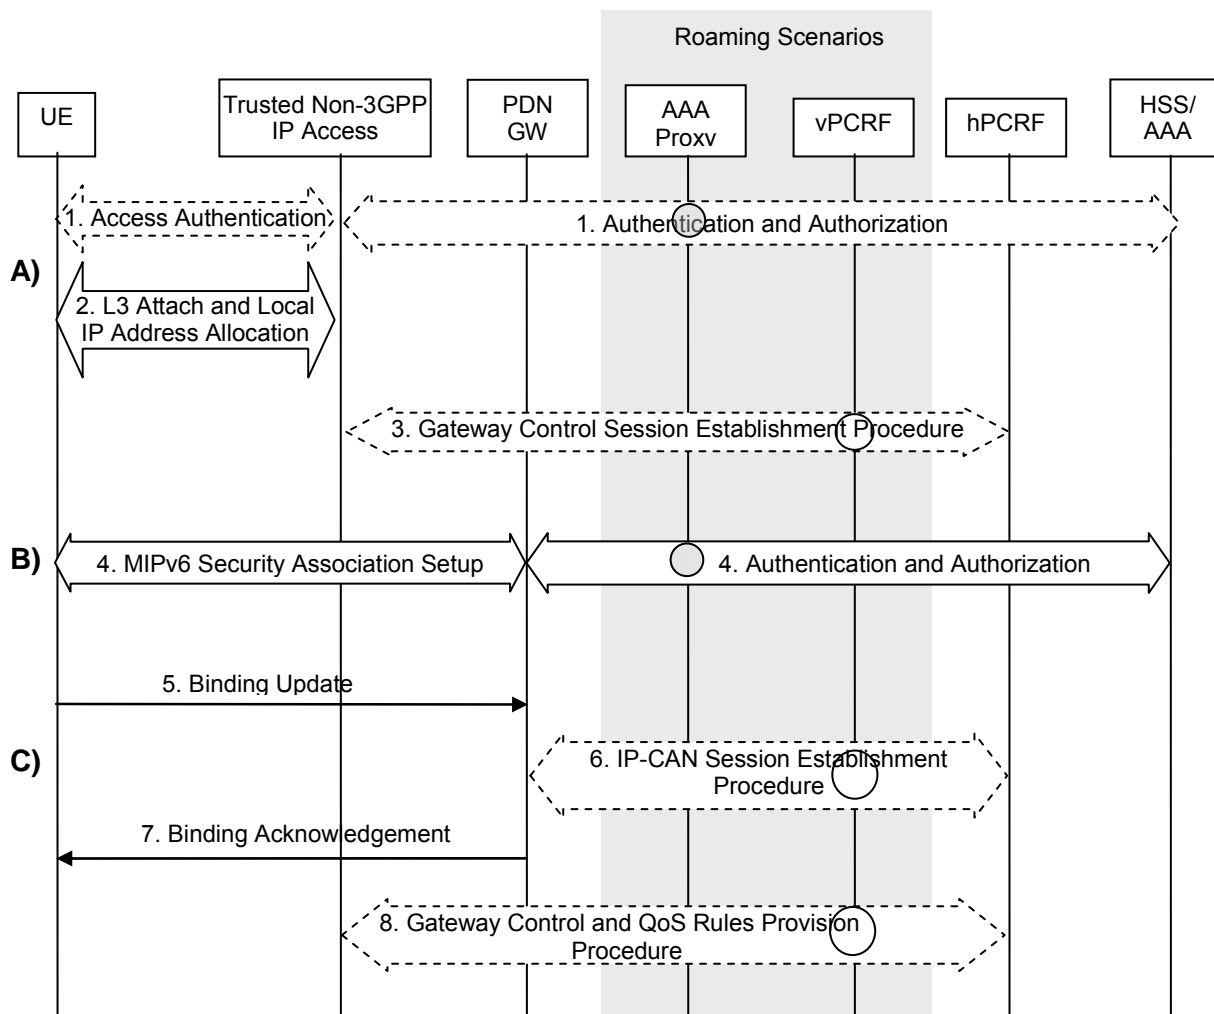 Roaming Scenarios
UE
Trusted Non-3GPP
IP Access
PDN
GW
AAA
Proxv
vPCRF
hPCRF
HSS/
AAA
1. Access Authentication
1. Authentication and Authorization
A)
2. L3 Attach and Local
IP Address Allocation
3. Gateway Control Session Establishment Procedure
B)
4. MIPv6 Security Association Setup
4. Authentication and Authorization
5. Binding Update
C)
6. IP-CAN Session Establishment
Procedure
7. Binding Acknowledgement
8. Gateway Control and QoS Rules Provision
Procedure